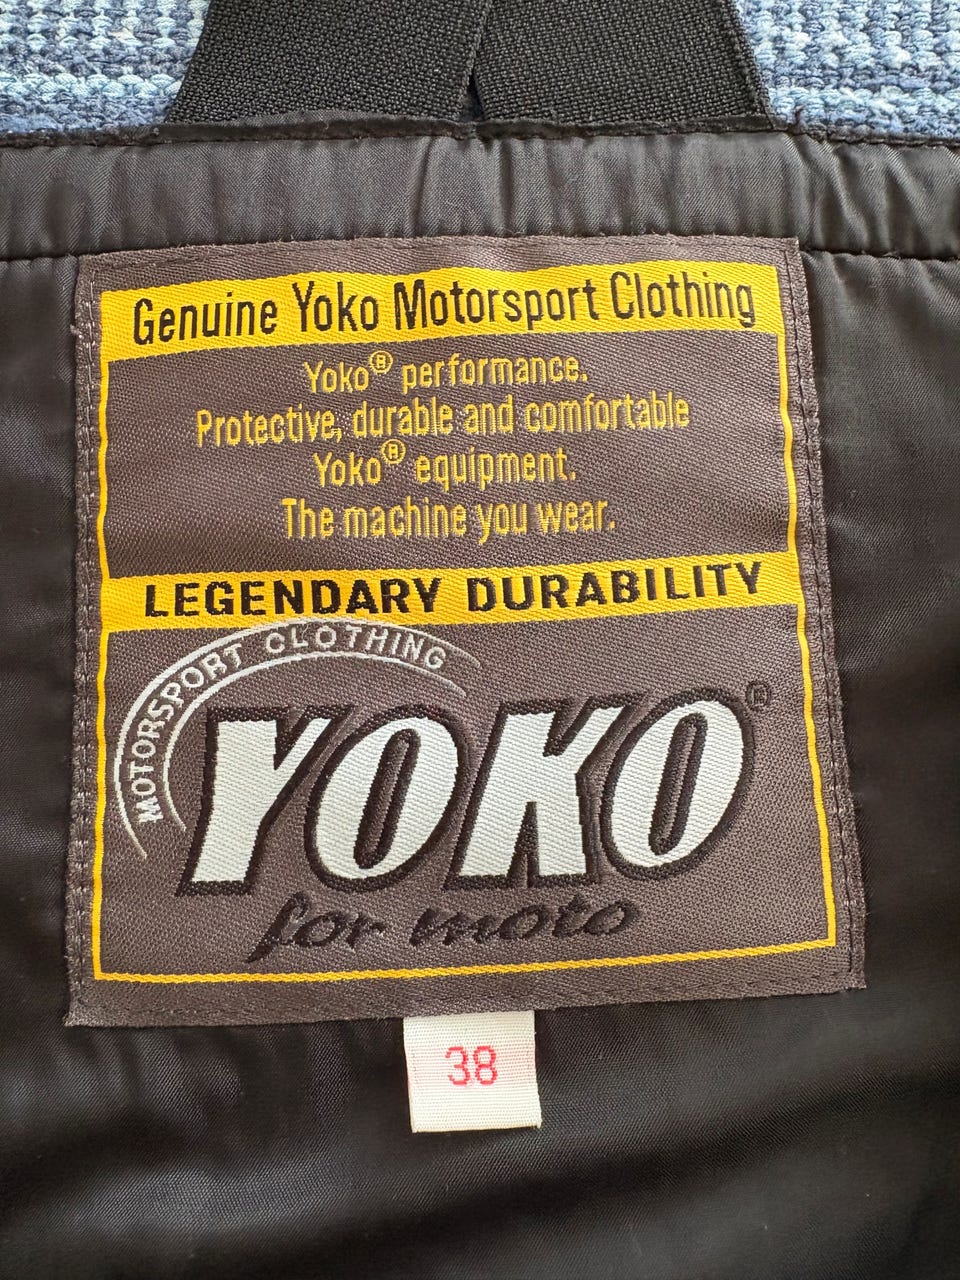 Genuine Yoko Motorsport Clothing
Yoko® performance.
Protective, durable and comfortable
Yoko® equipment.
The machine you wear.
LEGENDARY DURABILITY
MOTORSPORT CLOTHING
YOKO®
for moto
38